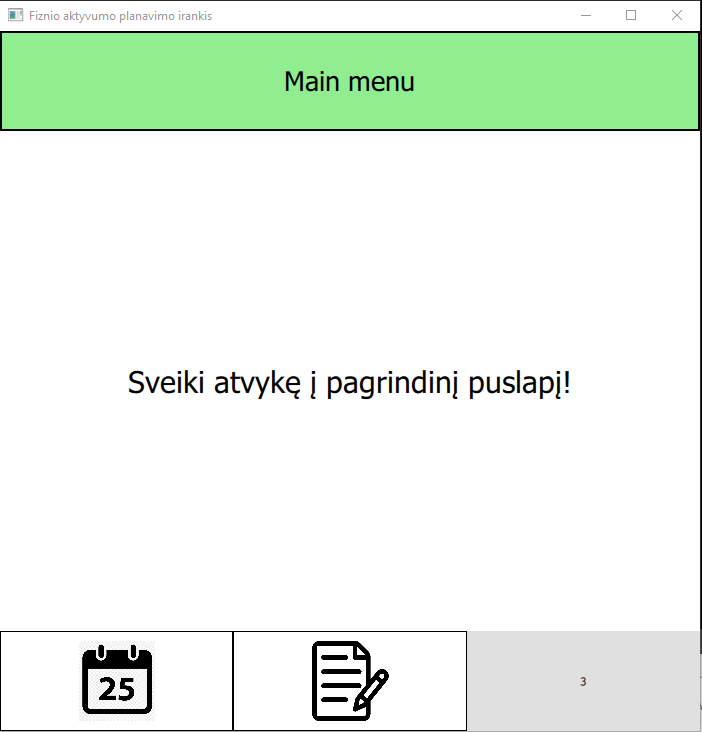 Fiznio aktyvumo planavimo irankis
Main menu
Sveiki atvykę į pagrindinį puslapį!
25
3